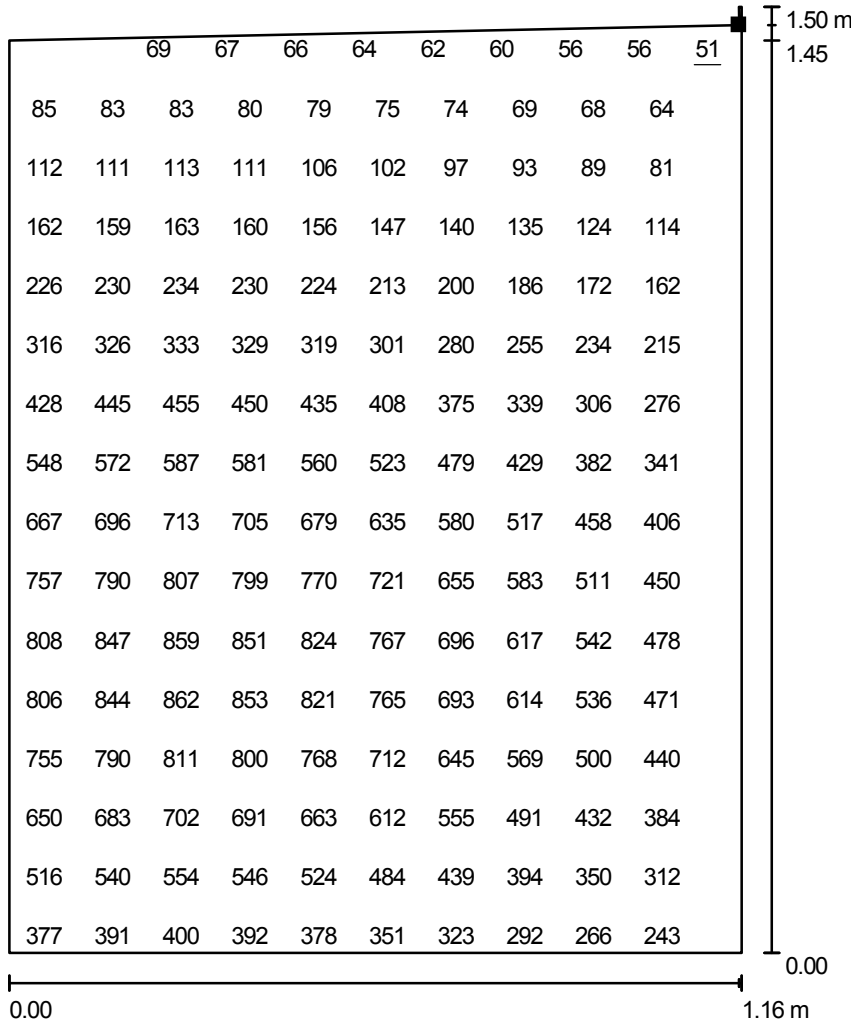 1.50 m
69 67 66 64 62 60 56 56 51 1.45
85 83 83 80 79 75 74 69 68 64
112 111 113 111 106 102 97 93 89 81
162 159 163 160 156 147 140 135 124 114
226 230 234 230 224 213 200 186 172 162
316 326 333 329 319 301 280 255 234 215
428 445 455 450 435 408 375 339 306 276
548 572 587 581 560 523 479 429 382 341
667 696 713 705 679 635 580 517 458 406
757 790 807 799 770 721 655 583 511 450
808 847 859 851 824 767 696 617 542 478
806 844 862 853 821 765 693 614 536 471
755 790 811 800 768 712 645 569 500 440
650 683 702 691 663 612 555 491 432 384
516 540 554 546 524 484 439 394 350 312
377 391 400 392 378 351 323 292 266 243
0.00
0.00 1.16 m